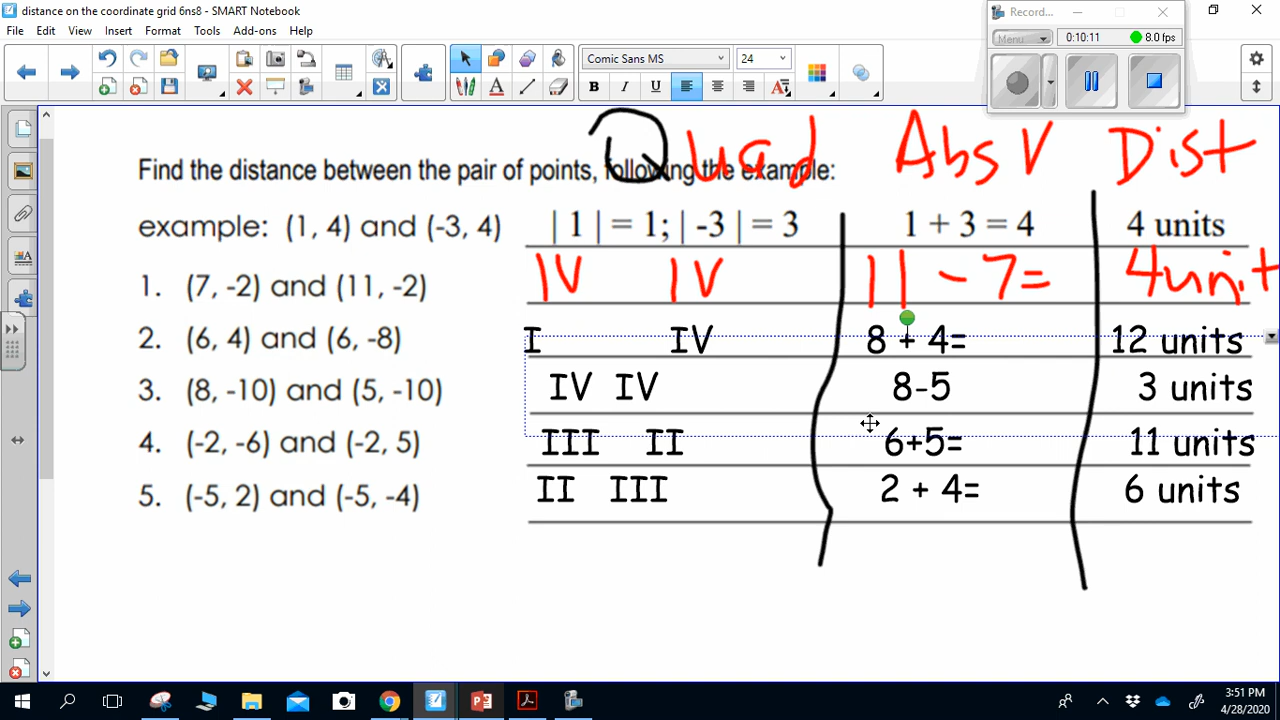 distance on the coordinate grid 6ns8 - SMART Notebook
Record...
File Edit View Insert Format Tools Add-ons Help
Menu 0:10:11 8.0 fps
Comic Sans MS 24
B I U
Quad Abs V Dist
Find the distance between the pair of points, following the example:
example: (1, 4) and (-3, 4) | 1 | = 1; | -3 | = 3 1 + 3 = 4 4 units
1. (7, -2) and (11, -2) IV IV 11 - 7= 4unit
2. (6, 4) and (6, -8) I IV 8 + 4= 12 units
3. (8, -10) and (5, -10) IV IV 8-5 3 units
4. (-2, -6) and (-2, 5) III II 6+5= 11 units
5. (-5, 2) and (-5, -4) II III 2 + 4= 6 units
3:51 PM
4/28/2020